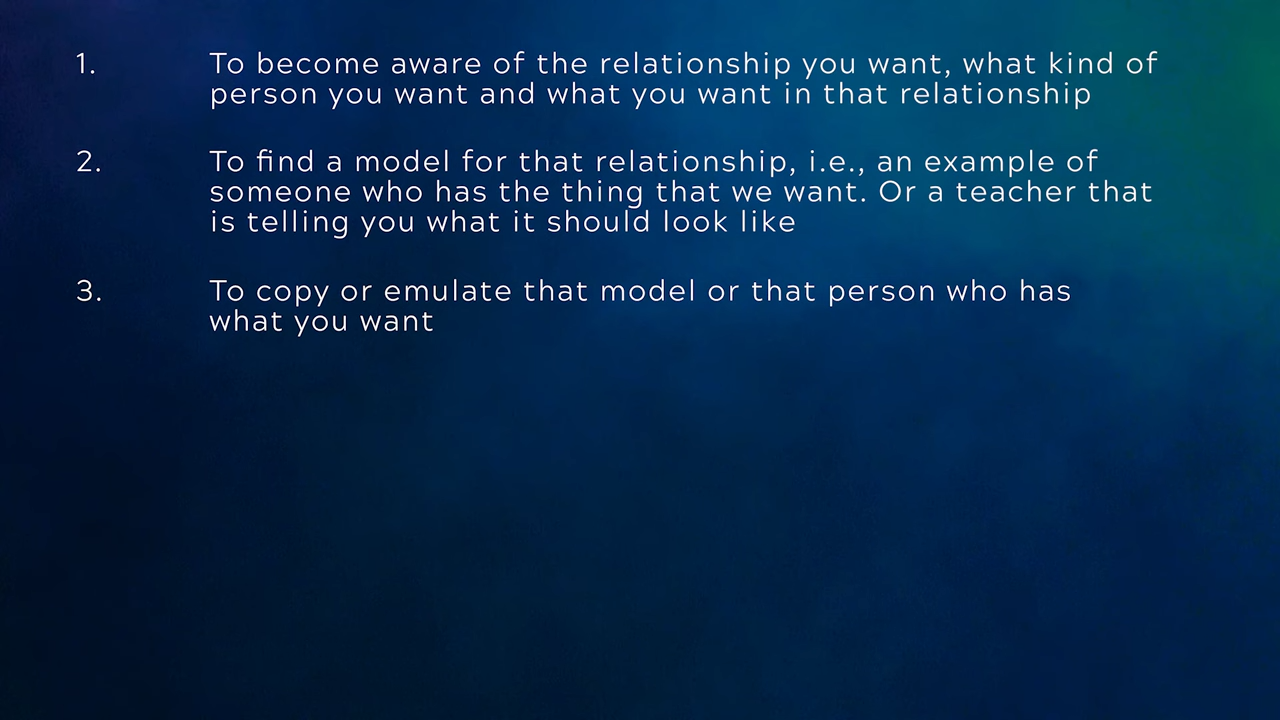 1. To become aware of the relationship you want, what kind of
person you want and what you want in that relationship
2. To find a model for that relationship, i.e., an example of
someone who has the thing that we want. Or a teacher that
is telling you what it should look like
3. To copy or emulate that model or that person who has
what you want